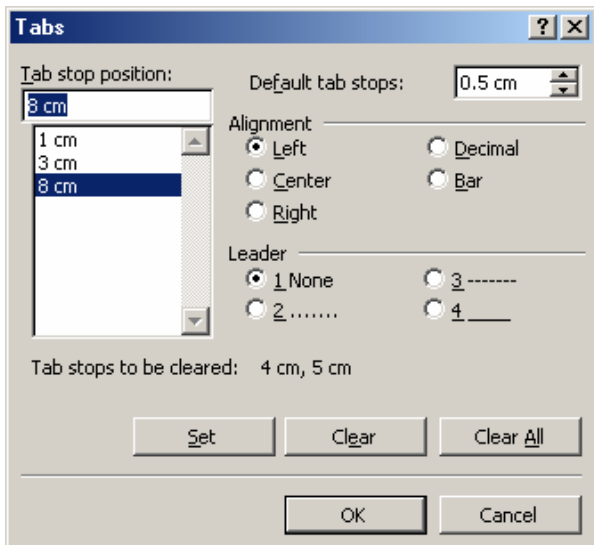 Tabs
Tab stop position:
8 cm
1 cm
3 cm
8 cm
Default tab stops: 0.5 cm
Alignment
Left Decimal
Center Bar
Right
Leader
1 None 3 -------
2 ....... 4 ____
Tab stops to be cleared: 4 cm, 5 cm
Set Clear Clear All
OK Cancel